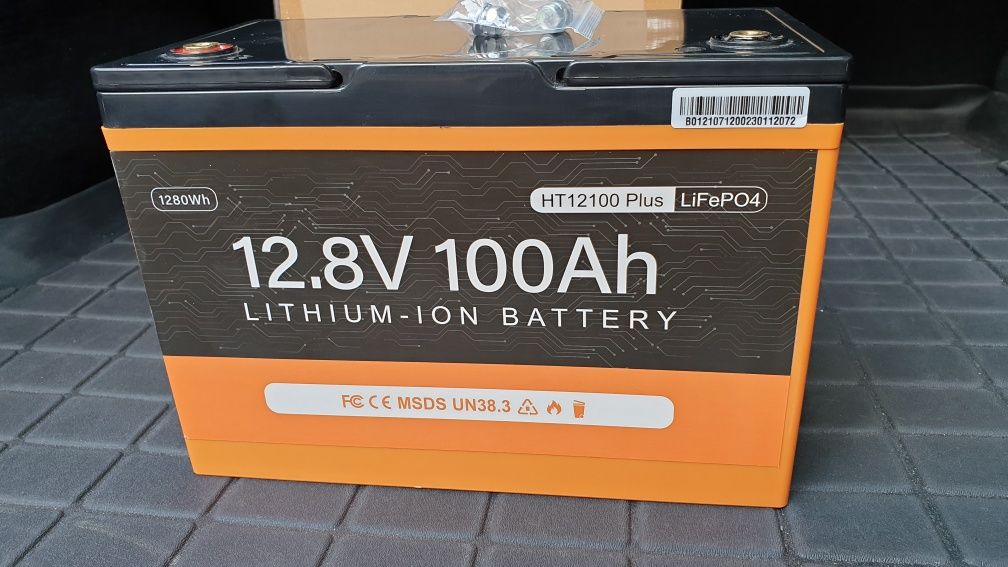 B0121071200230112072
1280Wh
HT12100 Plus LiFePO4
12.8V 100Ah
LITHIUM-ION BATTERY
FC CE MSDS UN38.3